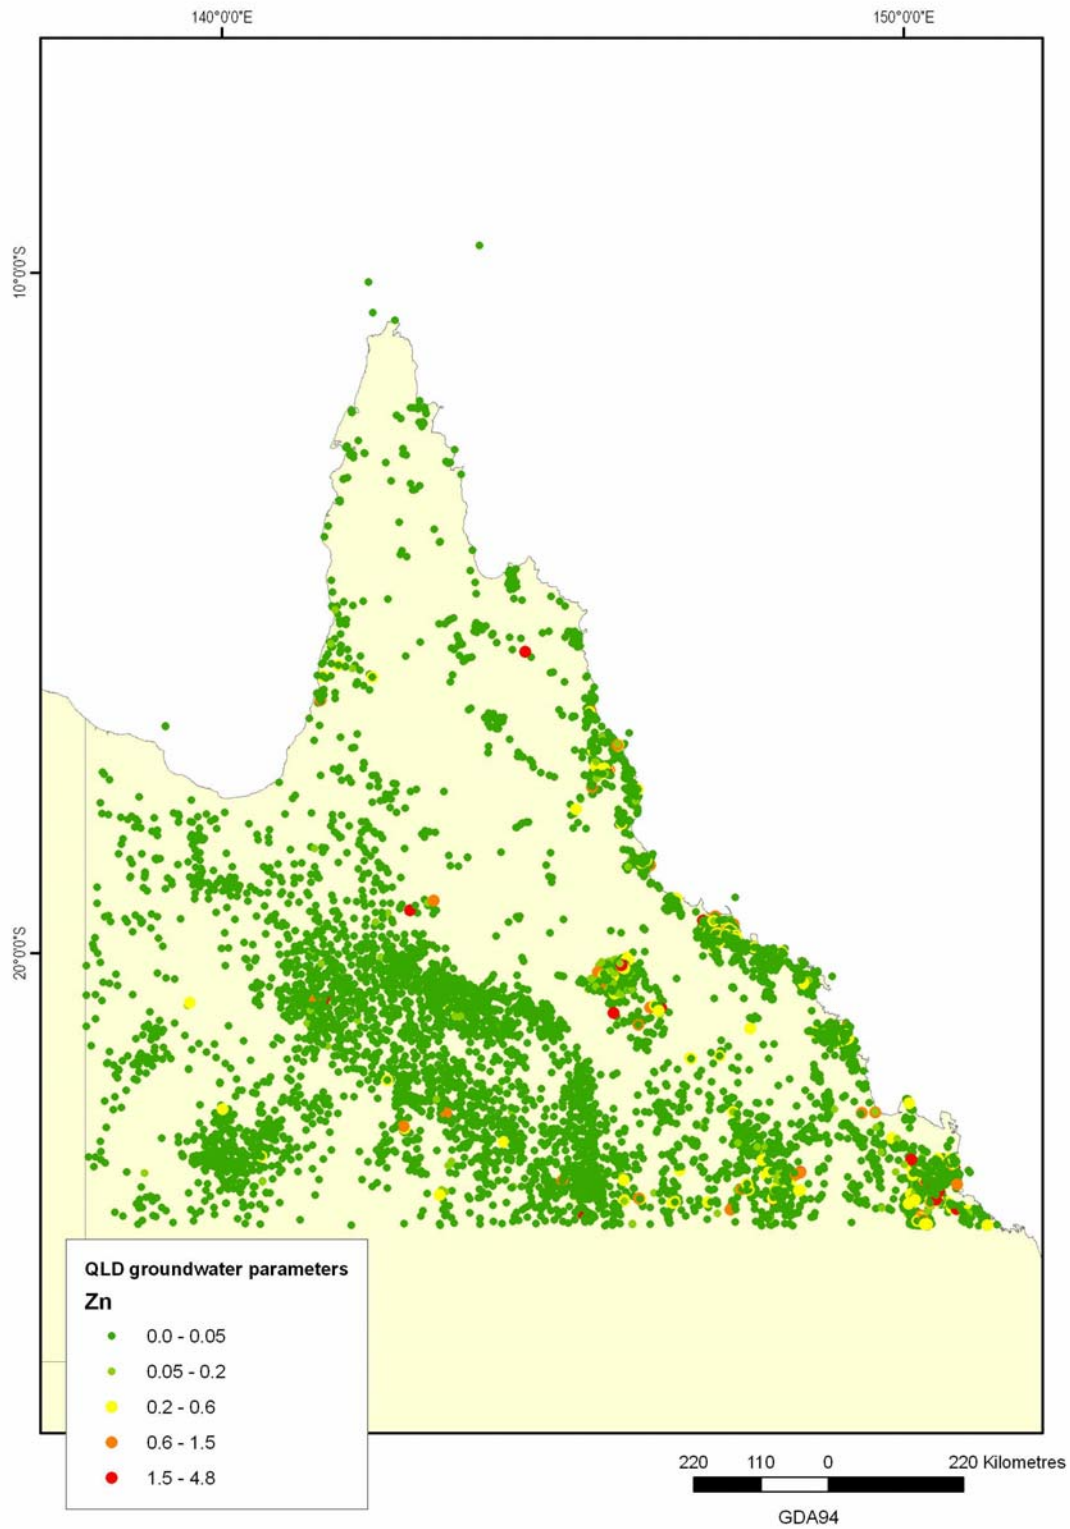 140°0'0"E 150°0'0"E
10°0'0"S
20°0'0"S
QLD groundwater parameters
Zn
0.0 - 0.05
0.05 - 0.2
0.2 - 0.6
0.6 - 1.5
1.5 - 4.8
220 110 0 220 Kilometres
GDA94